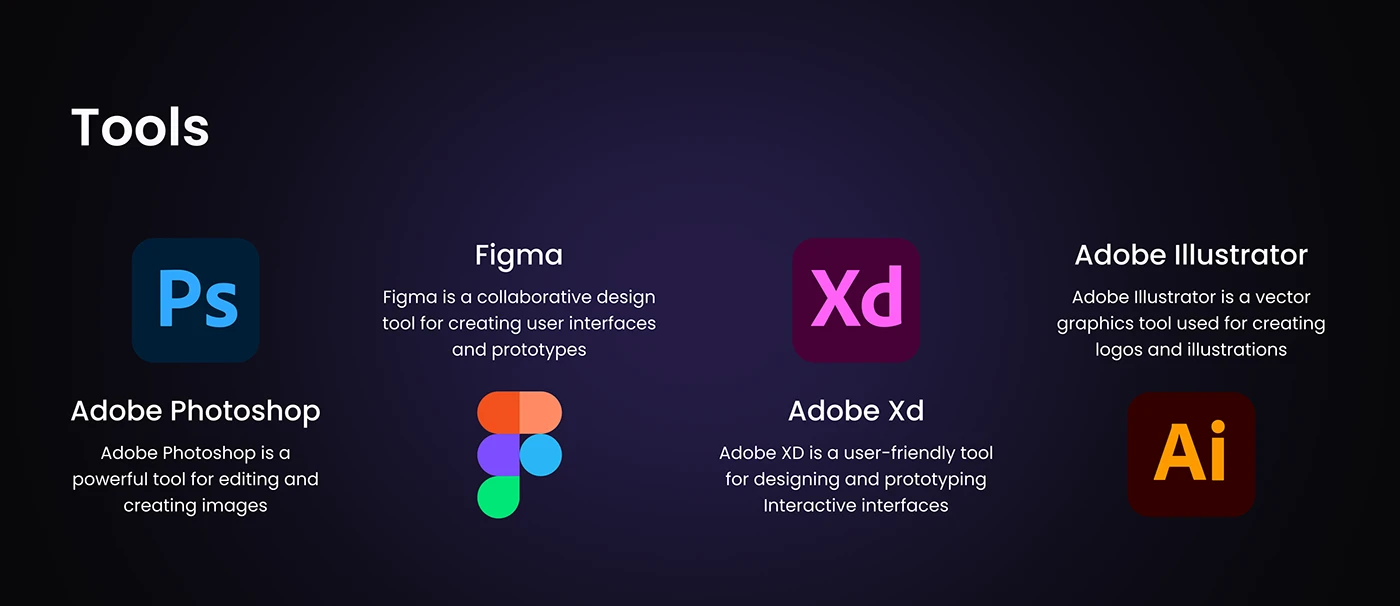 Tools
Ps
Adobe Photoshop
Adobe Photoshop is a
powerful tool for editing and
creating images
Figma
Figma is a collaborative design
tool for creating user interfaces
and prototypes
Xd
Adobe Xd
Adobe XD is a user-friendly tool
for designing and prototyping
Interactive interfaces
Adobe Illustrator
Adobe Illustrator is a vector
graphics tool used for creating
logos and illustrations
Ai